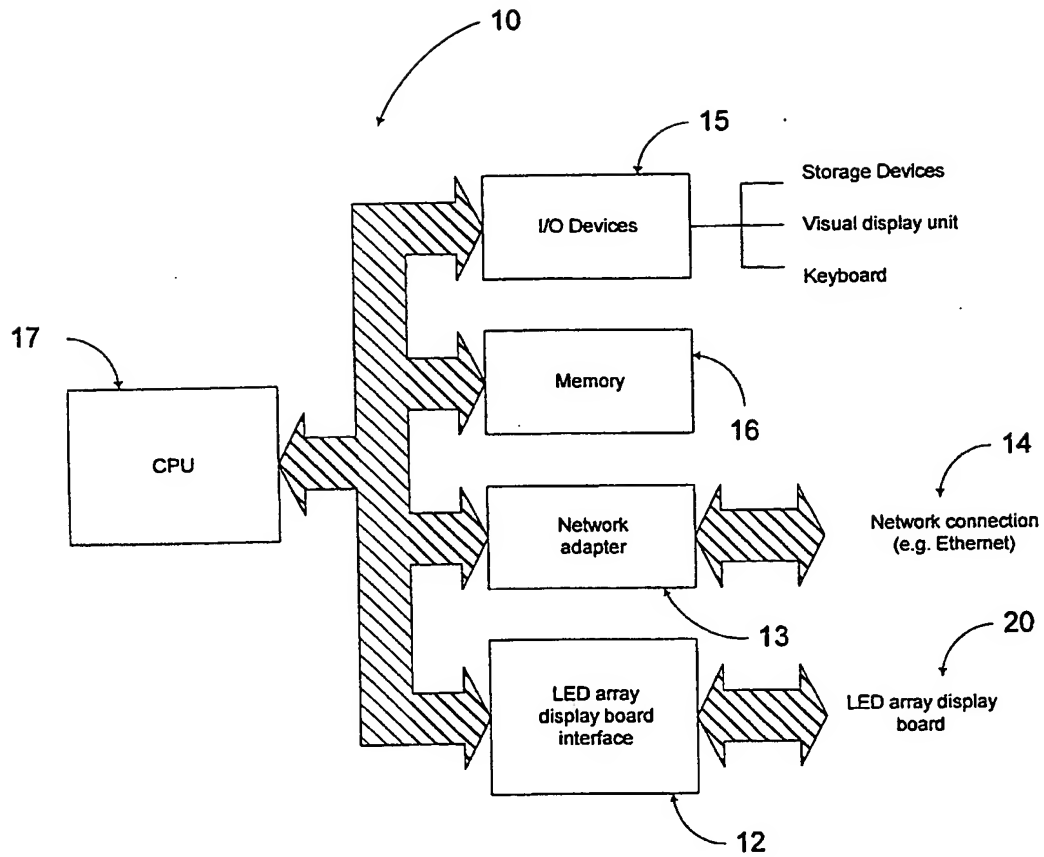 10
15
I/O Devices
Storage Devices
Visual display unit
Keyboard
17
CPU
Memory
16
Network
adapter
13
14
Network connection
(e.g. Ethernet)
LED array
display board
interface
12
20
LED array display
board